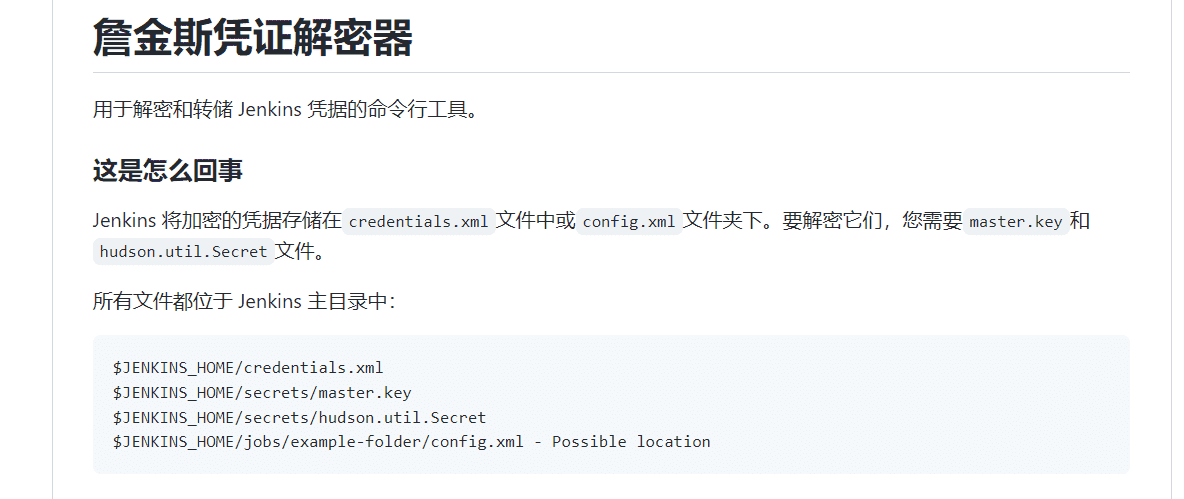 詹金斯凭证解密器
用于解密和转储 Jenkins 凭据的命令行工具。
这是怎么回事
Jenkins 将加密的凭据存储在 credentials.xml 文件中或 config.xml 文件夹下。要解密它们，您需要 master.key 和
hudson.util.Secret 文件。
所有文件都位于 Jenkins 主目录中：
$JENKINS_HOME/credentials.xml
$JENKINS_HOME/secrets/master.key
$JENKINS_HOME/secrets/hudson.util.Secret
$JENKINS_HOME/jobs/example-folder/config.xml - Possible location